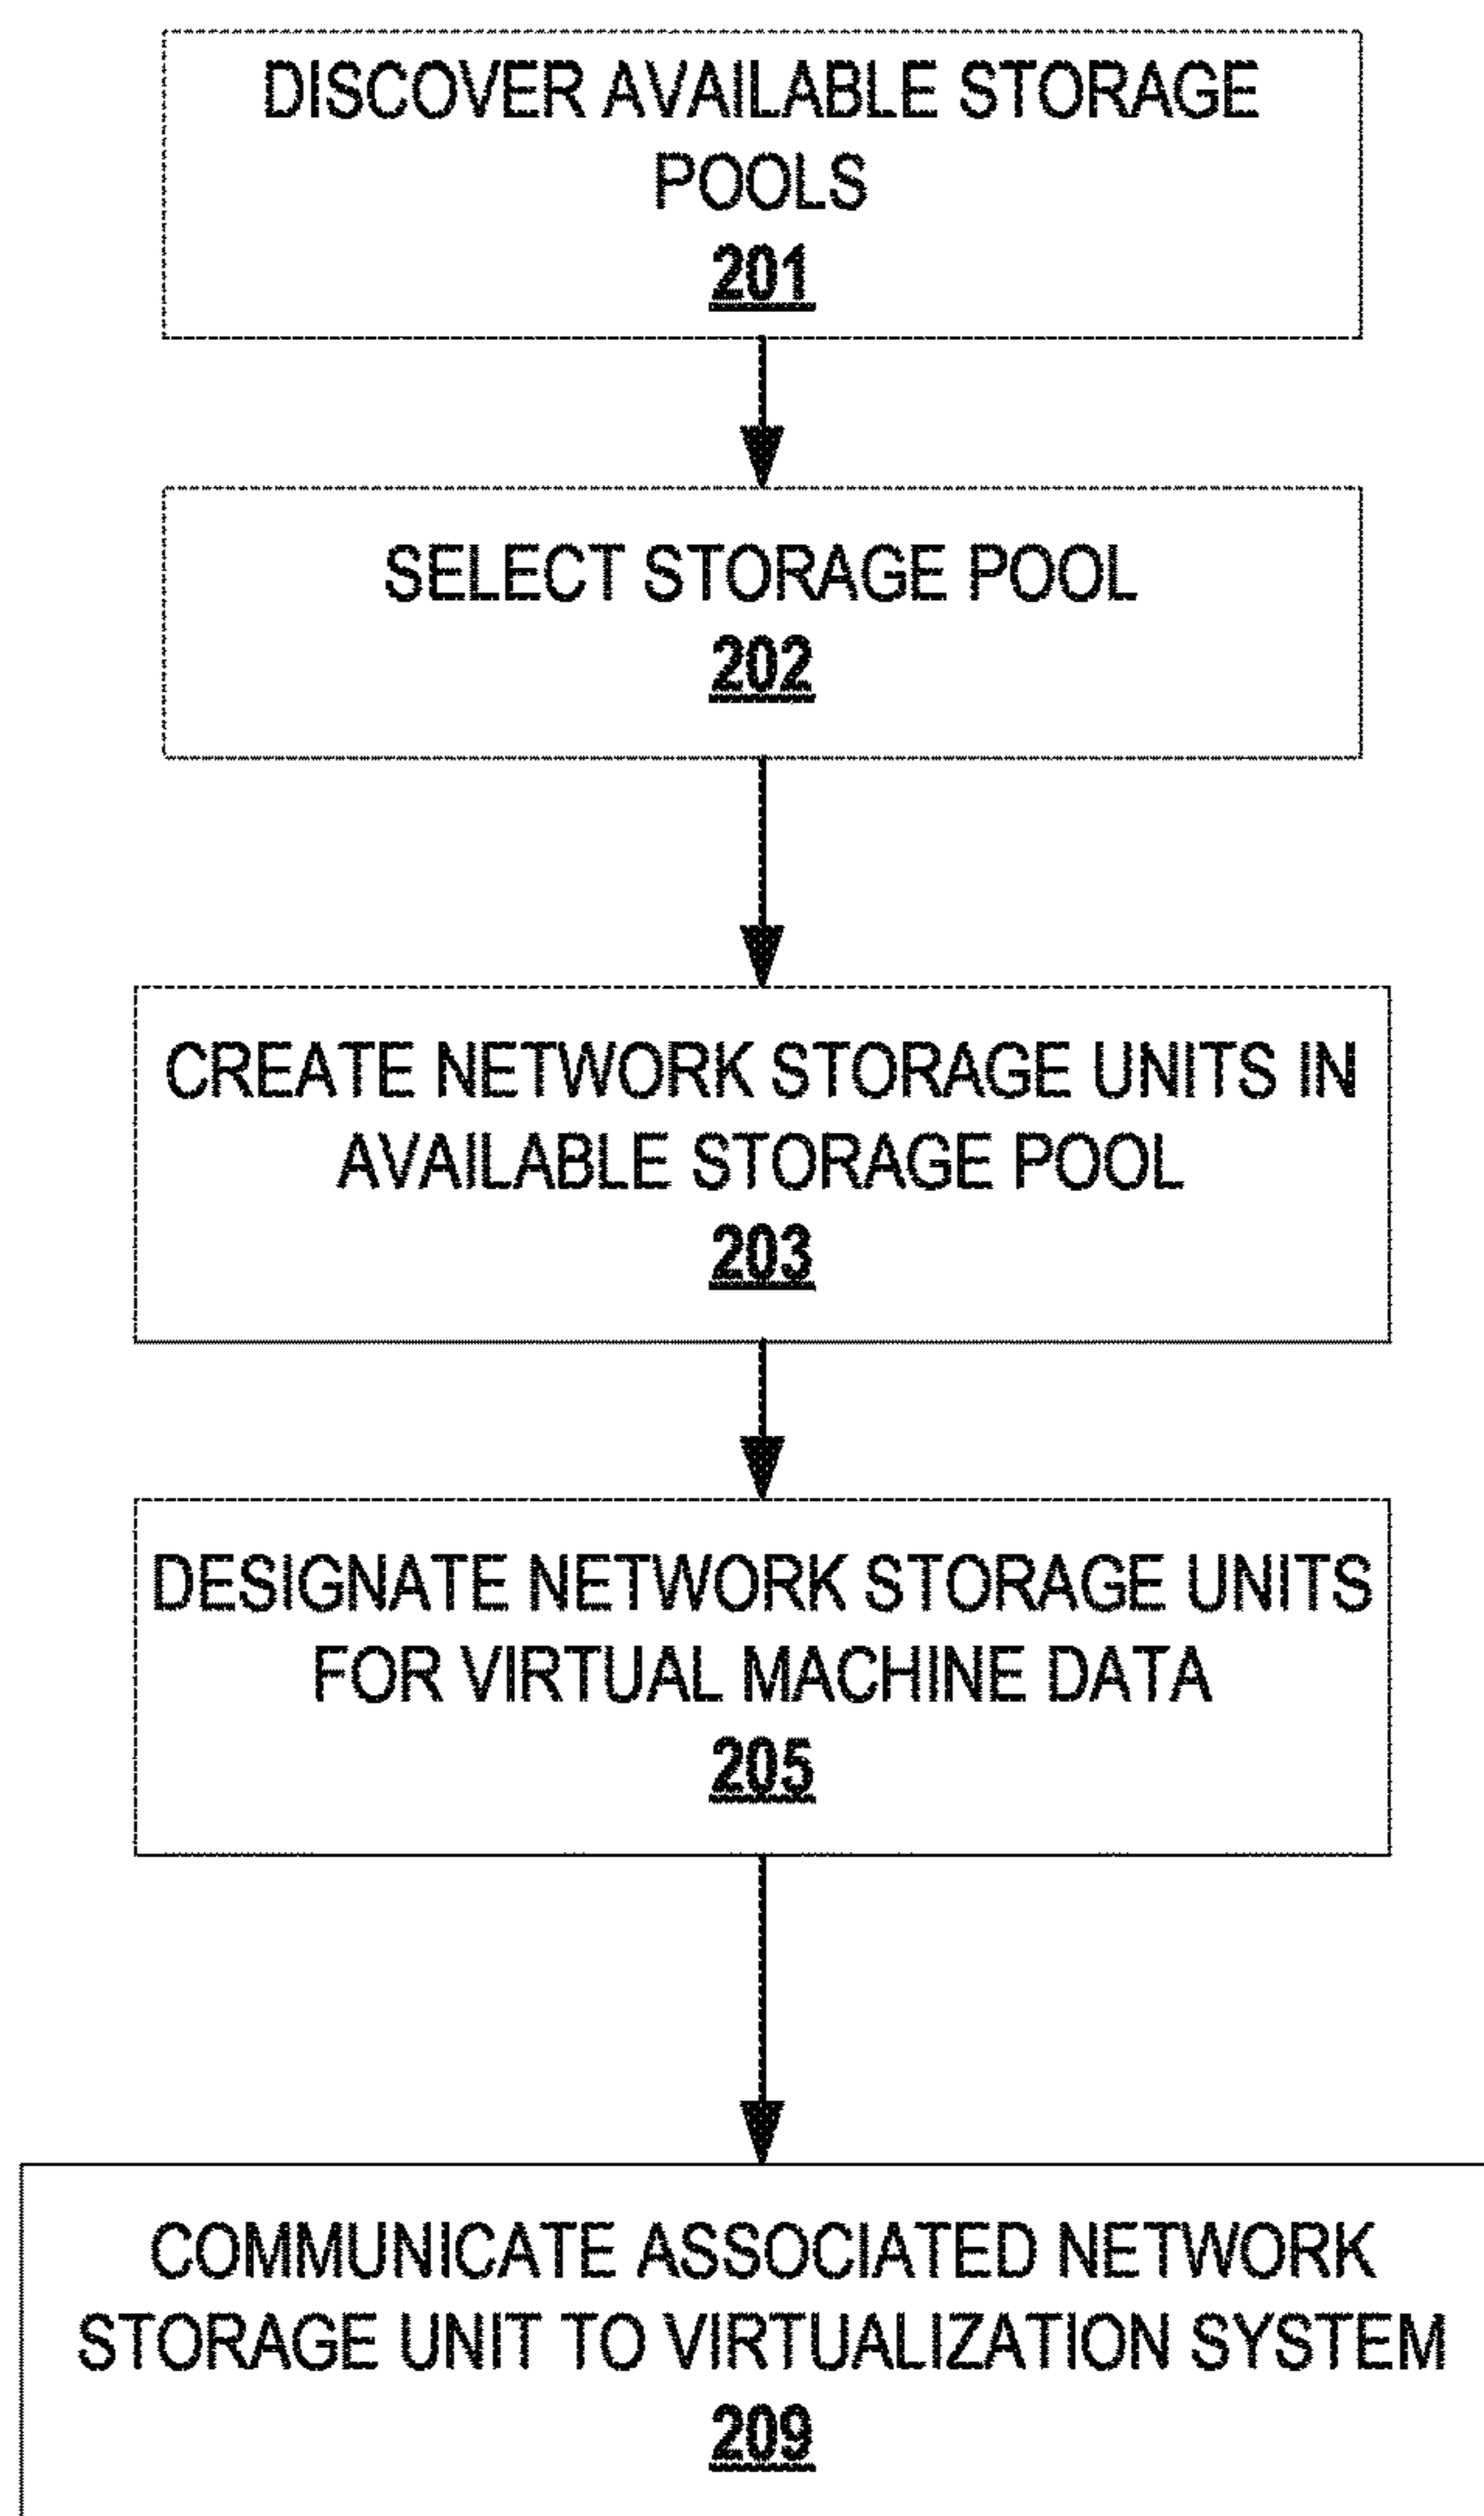 DISCOVER AVAILABLE STORAGE
POOLS
201
SELECT STORAGE POOL
202
CREATE NETWORK STORAGE UNITS IN
AVAILABLE STORAGE POOL
203
DESIGNATE NETWORK STORAGE UNITS
FOR VIRTUAL MACHINE DATA
205
COMMUNICATE ASSOCIATED NETWORK
STORAGE UNIT TO VIRTUALIZATION SYSTEM
209